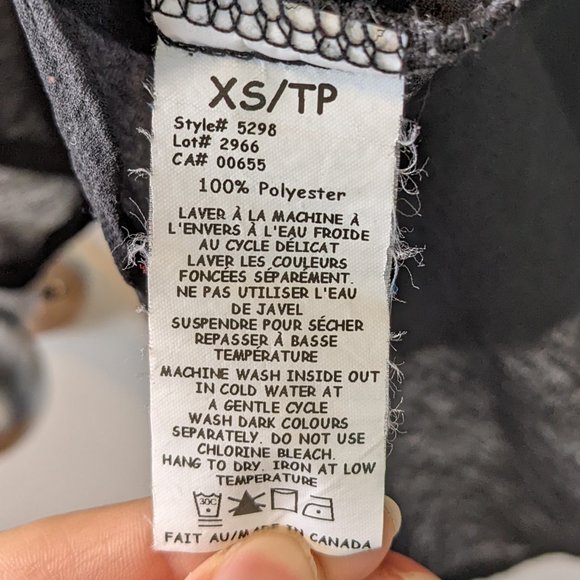 XS/TP
Style# 5298
Lot# 2966
CA# 00655
100% Polyester
LAVER À LA MACHINE À
L'ENVERS À L'EAU FROIDE
AU CYCLE DÉLICAT
LAVER LES COULEURS
FONCÉES SÉPARÉMENT.
NE PAS UTILISER L'EAU
DE JAVEL
SUSPENDRE POUR SÉCHER
REPASSER À BASSE
TEMPÉRATURE
MACHINE WASH INSIDE OUT
IN COLD WATER AT
A GENTLE CYCLE
WASH DARK COLOURS
SEPARATELY. DO NOT USE
CHLORINE BLEACH.
HANG TO DRY. IRON AT LOW
TEMPERATURE
30C
FAIT AU/MADE IN CANADA